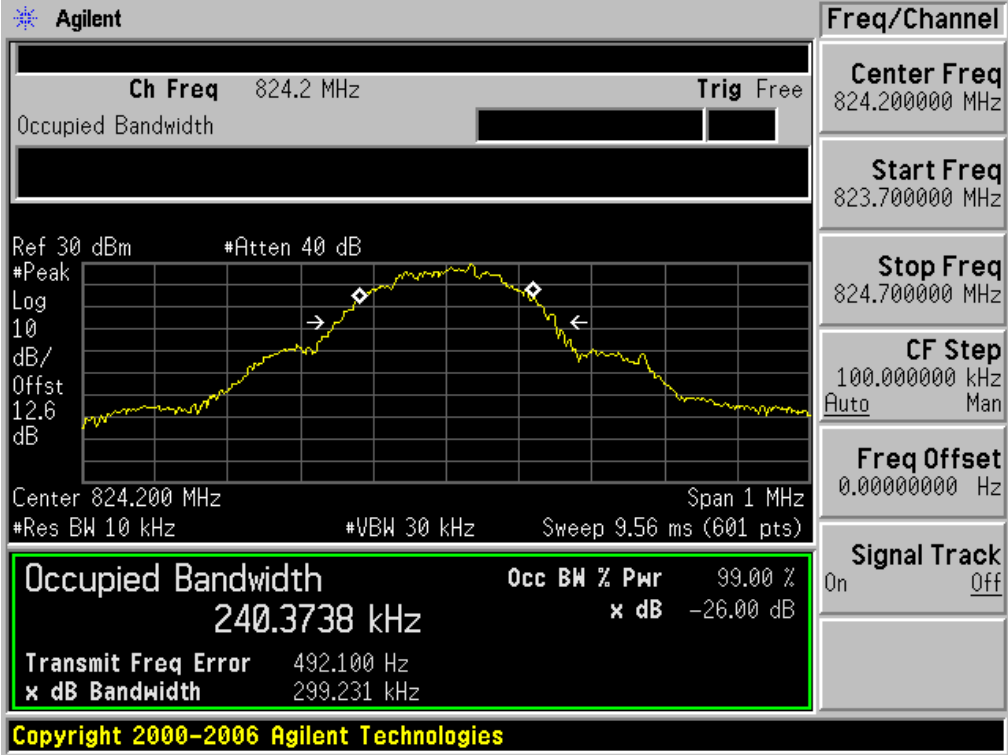 Agilent
Freq/Channel
Ch Freq 824.2 MHz Trig Free
Occupied Bandwidth
Center Freq
824.200000 MHz
Start Freq
823.700000 MHz
Stop Freq
824.700000 MHz
CF Step
100.000000 kHz
Auto Man
Freq Offset
0.00000000 Hz
Signal Track
On Off
Ref 30 dBm #Atten 40 dB
#Peak
Log
10
dB/
Offst
12.6
dB
Center 824.200 MHz Span 1 MHz
#Res BW 10 kHz #VBW 30 kHz Sweep 9.56 ms (601 pts)
Occupied Bandwidth Occ BW % Pwr 99.00 %
240.3738 kHz x dB -26.00 dB
Transmit Freq Error 492.100 Hz
x dB Bandwidth 299.231 kHz
Copyright 2000-2006 Agilent Technologies